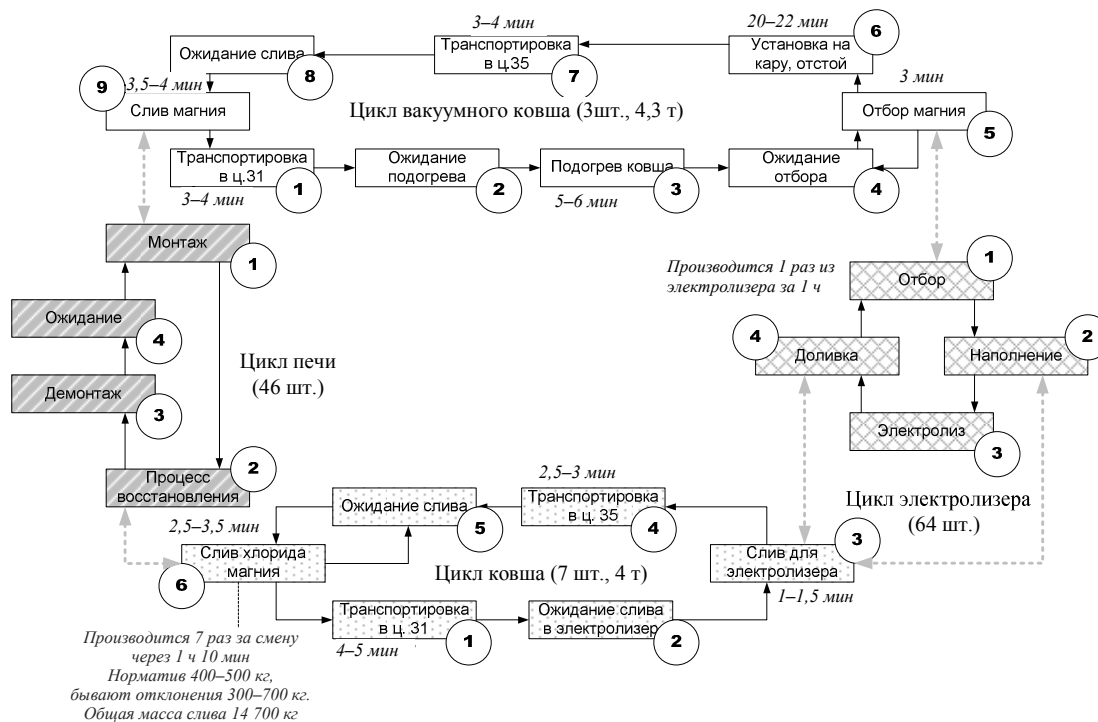 3–4 мин
20–22 мин
6
Ожидание слива
8
Транспортировка
в ц.35
7
Установка на
кару, отстой
3 мин
9
3,5–4 мин
Слив магния
Цикл вакуумного ковша (3шт., 4,3 т)
Отбор магния
5
Транспортировка
в ц.31
1
3–4 мин
Ожидание
подогрева
2
Подогрев ковша
3
5–6 мин
Ожидание
отбора
4
Монтаж
1
Производится 1 раз из
электролизера за 1 ч
Отбор
1
Ожидание
4
Цикл печи
(46 шт.)
4
Доливка
Наполнение
2
Демонтаж
3
Электролиз
3
Процесс
восстановления
2
Цикл электролизера
(64 шт.)
2,5–3 мин
Ожидание слива
5
Транспортировка
в ц. 35
4
2,5–3,5 мин
Слив хлорида
магния
6
Цикл ковша (7 шт., 4 т)
Слив для
электролизера
3
1–1,5 мин
Транспортировка
в ц. 31
1
4–5 мин
Ожидание слива
в электролизер
2
Производится 7 раз за смену
через 1 ч 10 мин
Норматив 400–500 кг,
бывают отклонения 300–700 кг.
Общая масса слива 14 700 кг